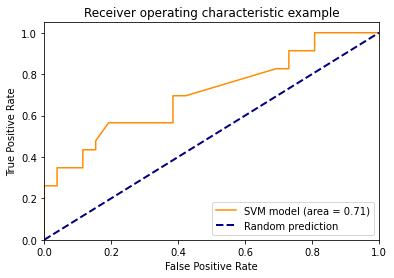 Receiver operating characteristic example
True Positive Rate
1.0
0.8
0.6
0.4
0.2
0.0
SVM model (area = 0.71)
Random prediction
0.0 0.2 0.4 0.6 0.8 1.0
False Positive Rate